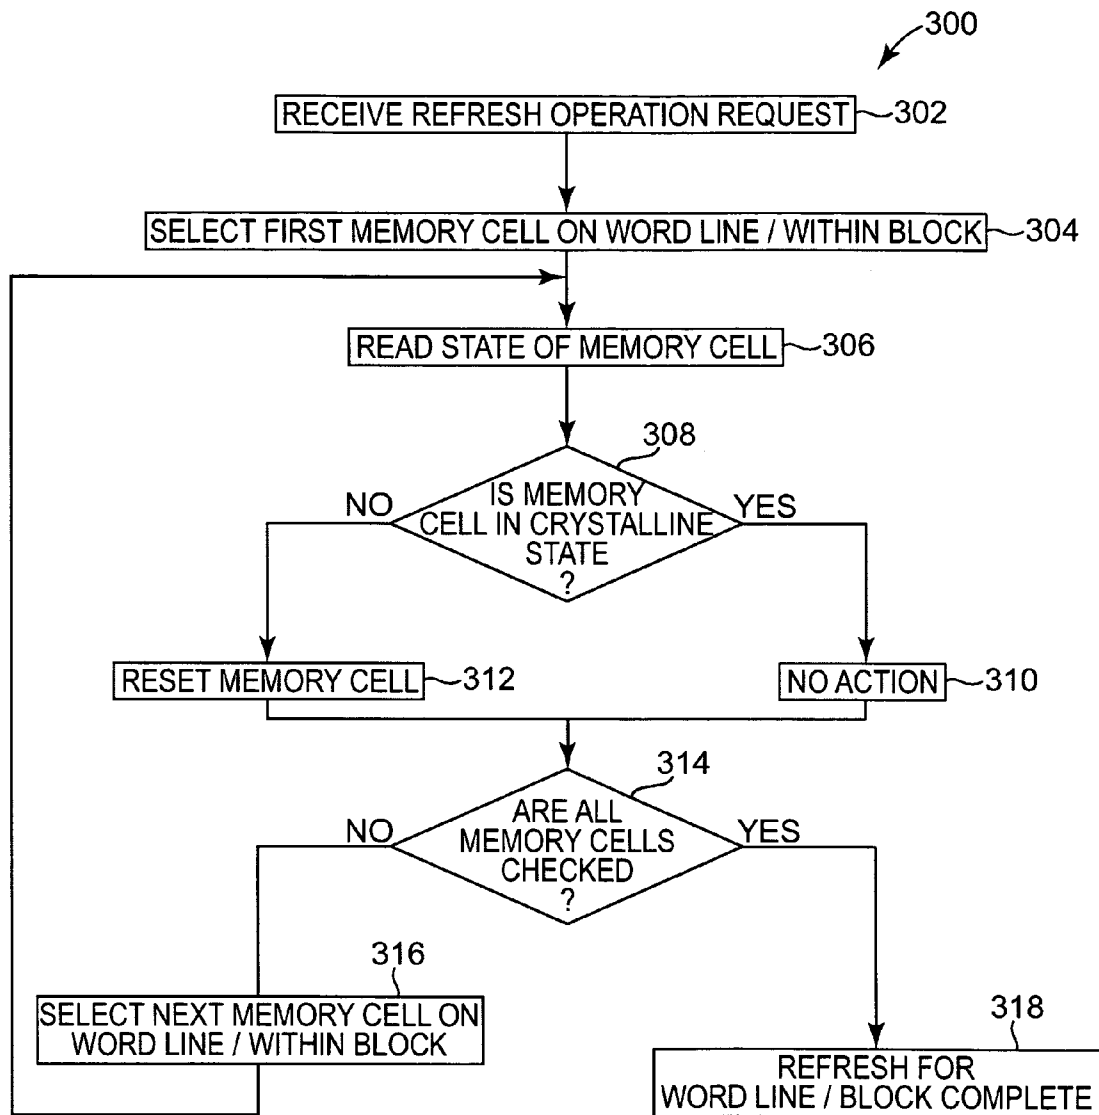 300
RECEIVE REFRESH OPERATION REQUEST 302
SELECT FIRST MEMORY CELL ON WORD LINE / WITHIN BLOCK 304
READ STATE OF MEMORY CELL 306
308
NO
IS MEMORY
CELL IN CRYSTALLINE
STATE
?
YES
RESET MEMORY CELL 312
NO ACTION 310
314
NO
ARE ALL
MEMORY CELLS
CHECKED
?
YES
316
SELECT NEXT MEMORY CELL ON
WORD LINE / WITHIN BLOCK
318
REFRESH FOR
WORD LINE / BLOCK COMPLETE